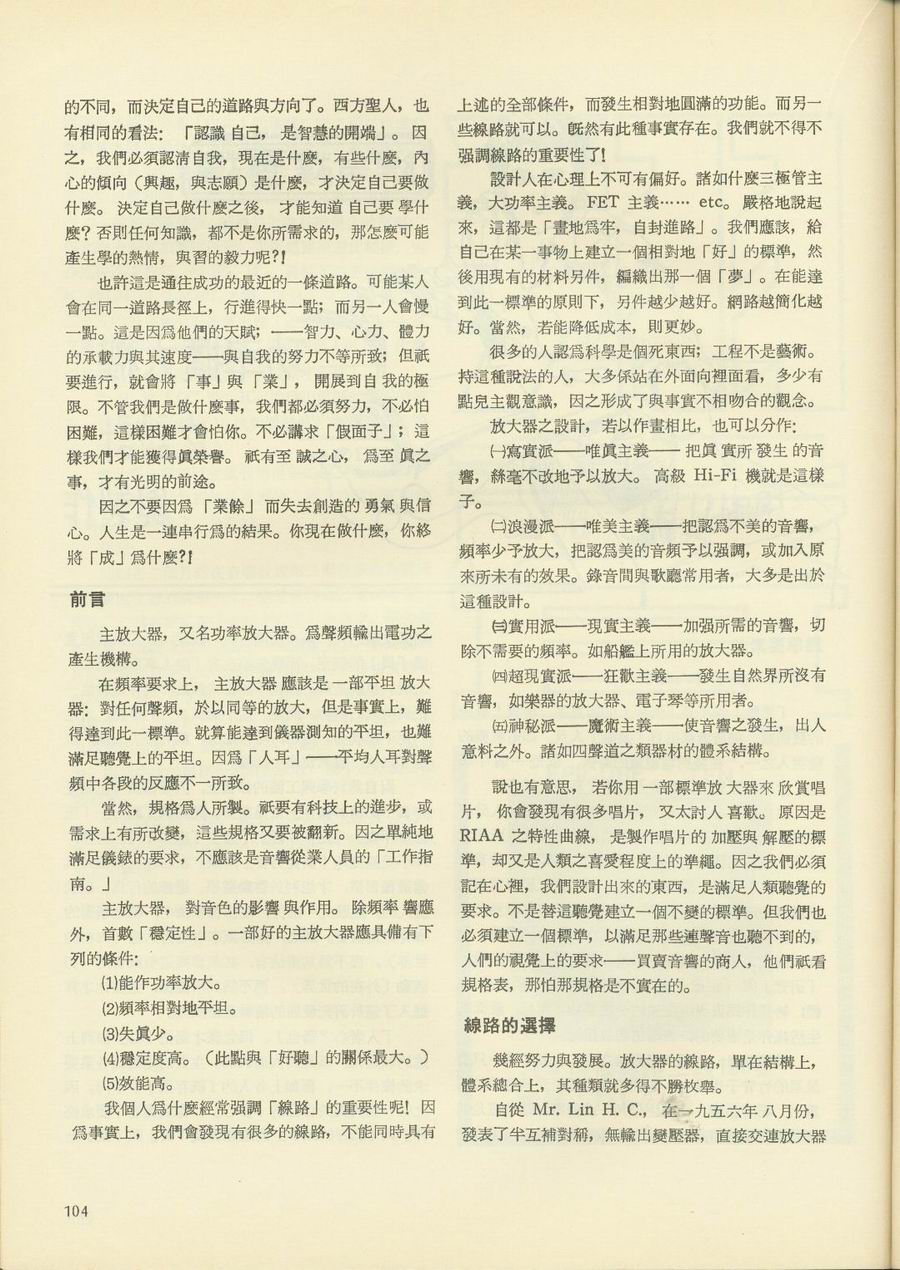 的不同，而決定自己的道路與方向了。西方聖人，也
有相同的看法：「認識自己，是智慧的開端」。因
之，我們必須認清自我，現在是什麼，有些什麼，內
心的傾向（興趣，與志願）是什麼，才決定自己要做
什麼。決定自己做什麼之後，才能知道自己要學什
麼？否則任何知識，都不是你所需求的，那怎麽可能
產生學的熱情，與習的毅力呢？！
也許這是通往成功的最近的一條道路。可能某人
會在同一道路長徑上，行進得快一點；而另一人會慢
一點。這是因爲他們的天賦；——智力、心力、體力
的承載力與其速度——與自我的努力不等所致；但祇
要進行，就會將「事」與「業」，開展到自我的極
限。不管我們是做什麼事，我們都必須努力，不必怕
困難，這樣困難才會怕你。不必講求「假面子」；這
樣我們才能獲得眞榮譽。祇有至誠之心，爲至眞之
事，才有光明的前途。
因之不要因爲「業餘」而失去創造的勇氣與信
心。人生是一連串行爲的結果。你現在做什麼，你終
將「成」爲什麼？！
前言
主放大器，又名功率放大器。爲聲頻輸出電功之
產生機構。
在頻率要求上，主放大器應該是一部平坦放大
器：對任何聲頻，於以同等的放大，但是事實上，難
得達到此一標準。就算能達到儀器測知的平坦，也難
滿足聽覺上的平坦。因爲「人耳」——平均人耳對聲
頻中各段的反應不一所致。
當然，規格爲人所製。祇要有科技上的進步，或
需求上有所改變，這些規格又要被翻新。因之單純地
滿足儀錶的要求，不應該是音響從業人員的「工作指
南。」
主放大器，對音色的影響與作用。除頻率響應
外，首數「穩定性」。一部好的主放大器應具備有下
列的條件：
⑴能作功率放大。
⑵頻率相對地平坦。
⑶失眞少。
⑷穩定度高。（此點與「好聽」的關係最大。）
⑸效能高。
我個人爲什麼經常强調「線路」的重要性呢！因
爲事實上，我們會發現有很多的線路，不能同時具有
上述的全部條件，而發生相對地圓滿的功能。而另一
些線路就可以。旣然有此種事實存在。我們就不得不
强調線路的重要性了！
設計人在心理上不可有偏好。諸如什麼三極管主
義，大功率主義。FET 主義…… etc。嚴格地說起
來，這都是「畫地爲牢，自封進路」。我們應該，給
自己在某一事物上建立一個相對地「好」的標準，然
後用現有的材料另件，編織出那一個「夢」。在能達
到此一標準的原則下，另件越少越好。網路越簡化越
好。當然，若能降低成本，則更妙。
很多的人認爲科學是個死東西；工程不是藝術。
持這種說法的人，大多係站在外面向裡面看，多少有
點兒主觀意識，因之形成了與事實不相吻合的觀念。
放大器之設計，若以作畫相比，也可以分作：
㈠寫實派——唯眞主義——把眞實所發生的音
響，絲毫不改地予以放大。高級 Hi-Fi 機就是這樣
子。
㈡浪漫派——唯美主義——把認爲不美的音響，
頻率少予放大，把認爲美的音頻予以强調，或加入原
來所未有的效果。錄音間與歌廳常用者，大多是出於
這種設計。
㈢實用派——現實主義——加强所需的音響，切
除不需要的頻率。如船艦上所用的放大器。
㈣超現實派——狂歡主義——發生自然界所沒有
音響，如樂器的放大器、電子琴等所用者。
㈤神秘派——魔術主義——使音響之發生，出人
意料之外。諸如四聲道之類器材的體系結構。
說也有意思，若你用一部標準放大器來欣賞唱
片，你會發現有很多唱片，又太討人喜歡。原因是
RIAA 之特性曲線，是製作唱片的加壓與解壓的標
準，却又是人類之喜愛程度上的準繩。因之我們必須
記在心裡，我們設計出來的東西，是滿足人類聽覺的
要求。不是替這聽覺建立一個不變的標準。但我們也
必須建立一個標準，以滿足那些連聲音也聽不到的，
人們的視覺上的要求——買賣音響的商人，他們祇看
規格表，那怕那規格是不實在的。
線路的選擇
幾經努力與發展。放大器的線路，單在結構上，
體系總合上，其種類就多得不勝枚舉。
自從 Mr. Lin H. C.，在一九五六年八月份，
發表了半互補對稱，無輸出變壓器，直接交連放大器
104